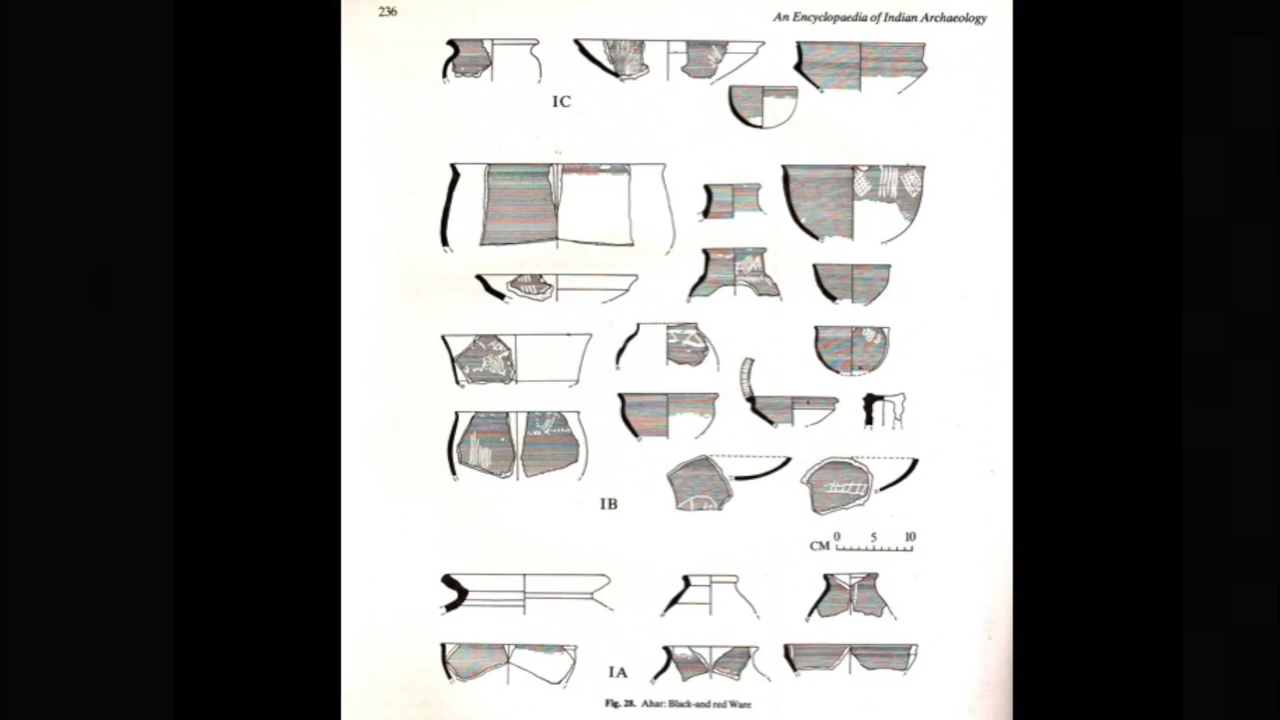 236
An Encyclopaedia of Indian Archaeology
IC
IB
CM 0 5 10
IA
Fig. 28. Ahar: Black-and red Ware